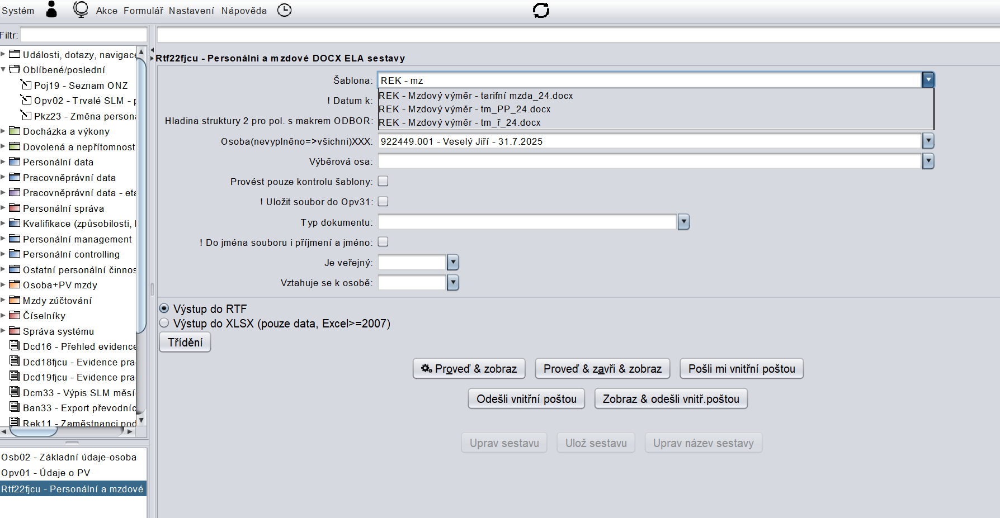 Systém Akce Formulář Nastavení Nápověda
Filtr:
Události, dotazy, navigace
Oblíbené/poslední
Poj19 - Seznam ONZ
Opv02 - Trvalé SLM - p
Pkz23 - Změna persona
Docházka a výkony
Dovolená a nepřítomnost
Personální data
Pracovněprávní data
Pracovněprávní data - eta
Personální správa
Kvalifikace (způsobilosti, l
Personální management
Personální controlling
Ostatní personální činnos
Osoba+PV mzdy
Mzdy zúčtování
Číselníky
Správa systému
Dcd16 - Přehled evidence
Dcd18fjcu - Evidence pra
Dcd19fjcu - Evidence pra
Dcm33 - Výpis SLM měsí
Ban33 - Export převodníc
Rek11 - Zaměstnanci pod
Osb02 - Základní údaje-osoba
Opv01 - Údaje o PV
Rtf22fjcu - Personální a mzdové
Rtf22fjcu - Personální a mzdové DOCX ELA sestavy
Šablona: REK - mz
REK - Mzdový výměr - tarifní mzda_24.docx
! Datum k:
REK - Mzdový výměr - tm_PP_24.docx
Hladina struktury 2 pro pol. s makrem ODBOR:
REK - Mzdový výměr - tm_ř_24.docx
Osoba(nevyplněno=>všichni)XXX: 922449.001 - Veselý Jiří - 31.7.2025
Výběrová osa:
Provést pouze kontrolu šablony:
! Uložit soubor do Opv31:
Typ dokumentu:
! Do jména souboru i příjmení a jméno:
Je veřejný:
Vztahuje se k osobě:
Výstup do RTF
Výstup do XLSX (pouze data, Excel>=2007)
Třídění
Proveď & zobraz Proveď & zavři & zobraz Pošli mi vnitřní poštou
Odešli vnitřní poštou Zobraz & odešli vnitř.poštou
Uprav sestavu Ulož sestavu Uprav název sestavy